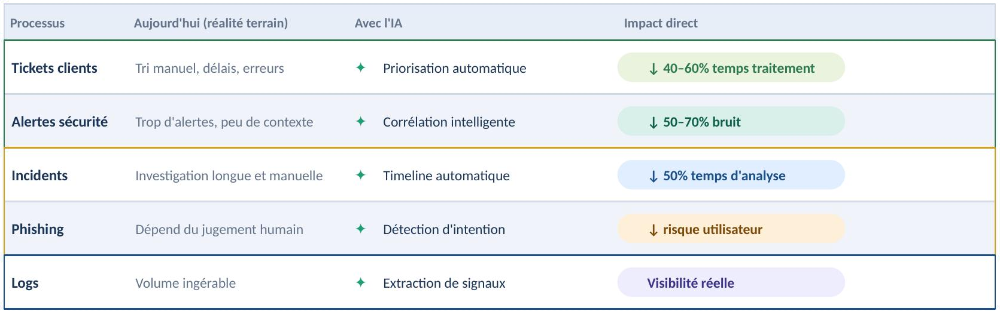 Processus Aujourd'hui (réalité terrain) Avec l'IA Impact direct
Tickets clients Tri manuel, délais, erreurs ✦ Priorisation automatique ↓ 40–60% temps traitement
Alertes sécurité Trop d'alertes, peu de contexte ✦ Corrélation intelligente ↓ 50–70% bruit
Incidents Investigation longue et manuelle ✦ Timeline automatique ↓ 50% temps d'analyse
Phishing Dépend du jugement humain ✦ Détection d'intention ↓ risque utilisateur
Logs Volume ingérable ✦ Extraction de signaux Visibilité réelle